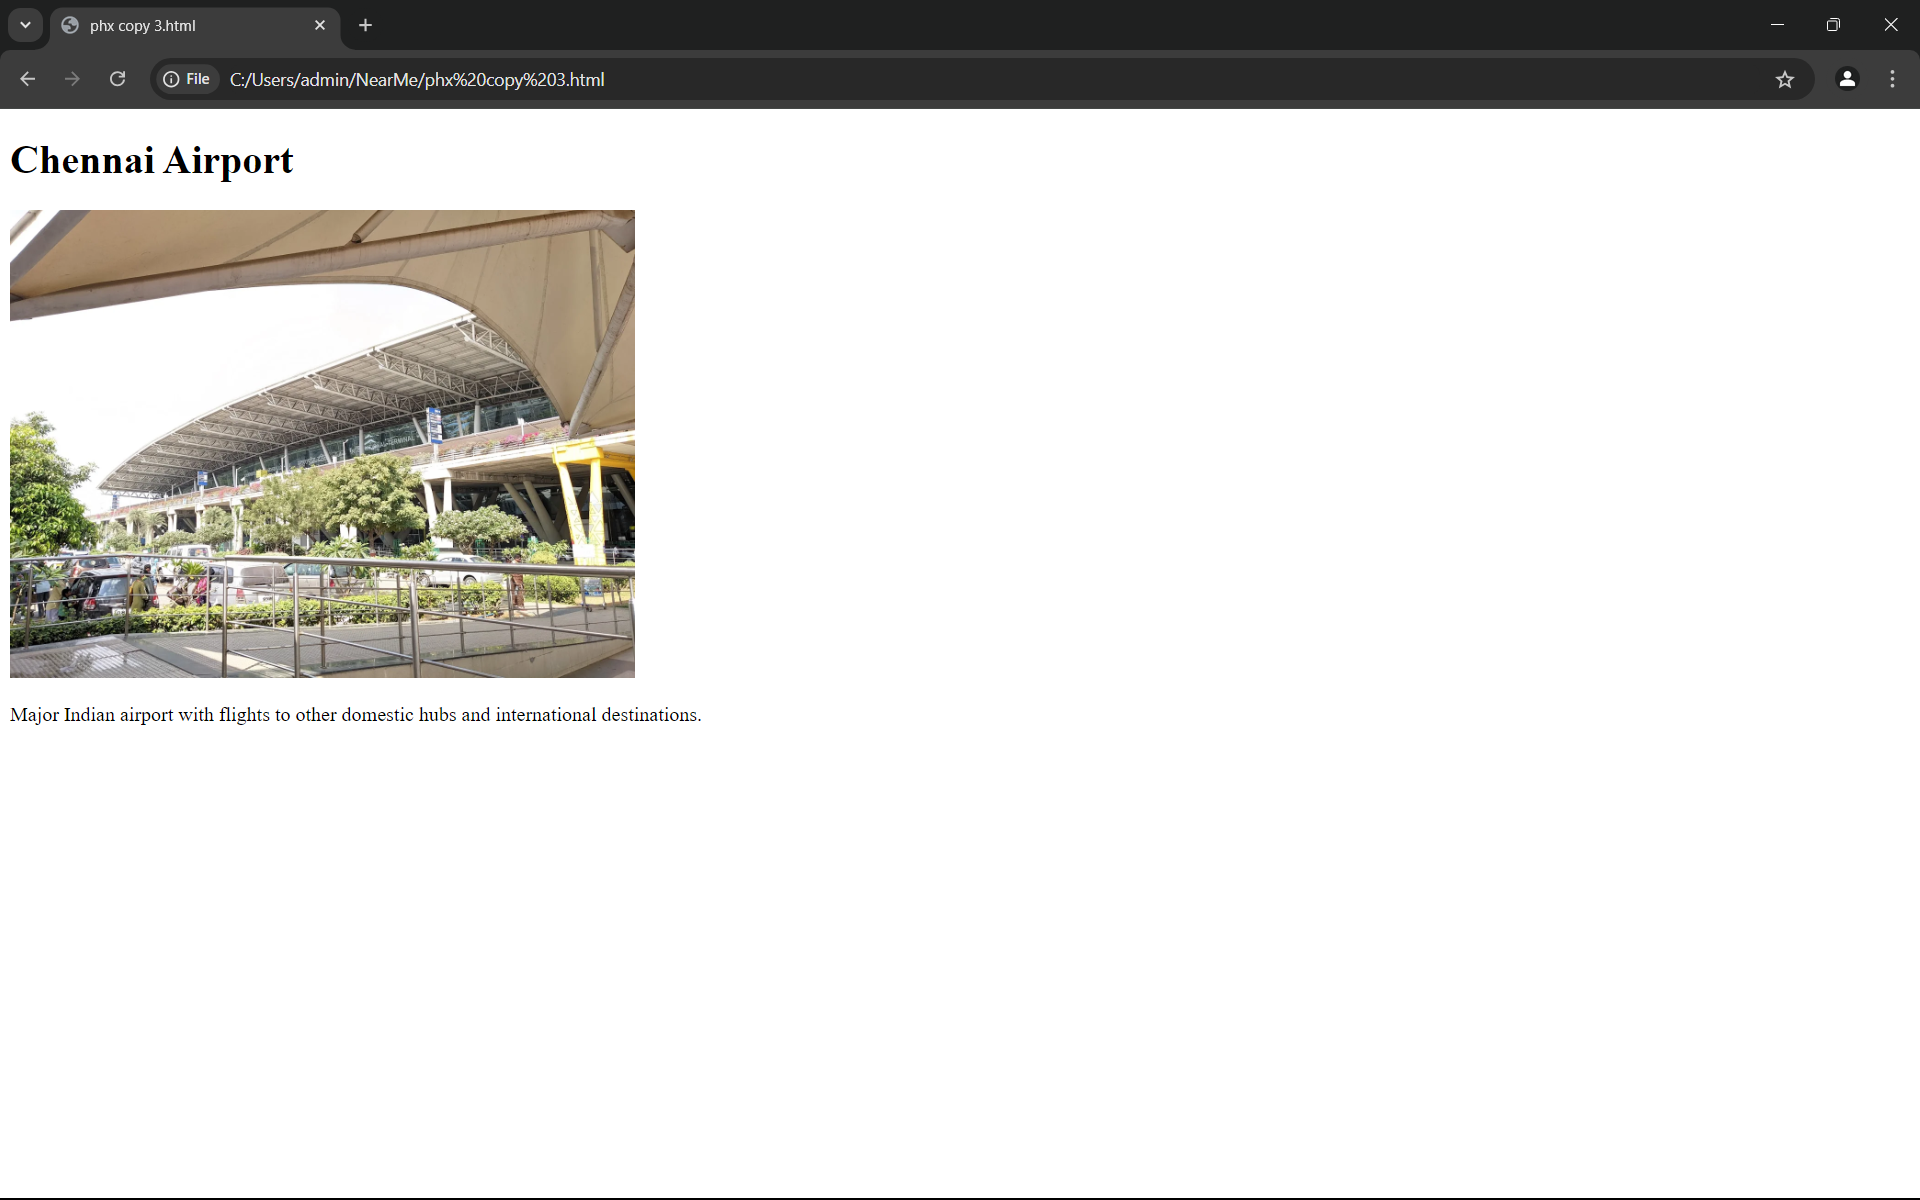 phx copy 3.html
File
C:/Users/admin/NearMe/phx%20copy%203.html
Chennai Airport
Major Indian airport with flights to other domestic hubs and international destinations.